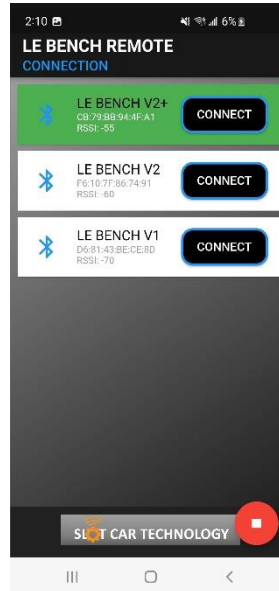 2:10 6%
LE BENCH REMOTE
CONNECTION
LE BENCH V2+
CB:79:BB:94:4F:A1
RSSI: -55
CONNECT
LE BENCH V2
F6:10:7F:86:74:91
RSSI: -60
CONNECT
LE BENCH V1
D6:81:43:BE:CE:8D
RSSI: -70
CONNECT
SLOT CAR TECHNOLOGY